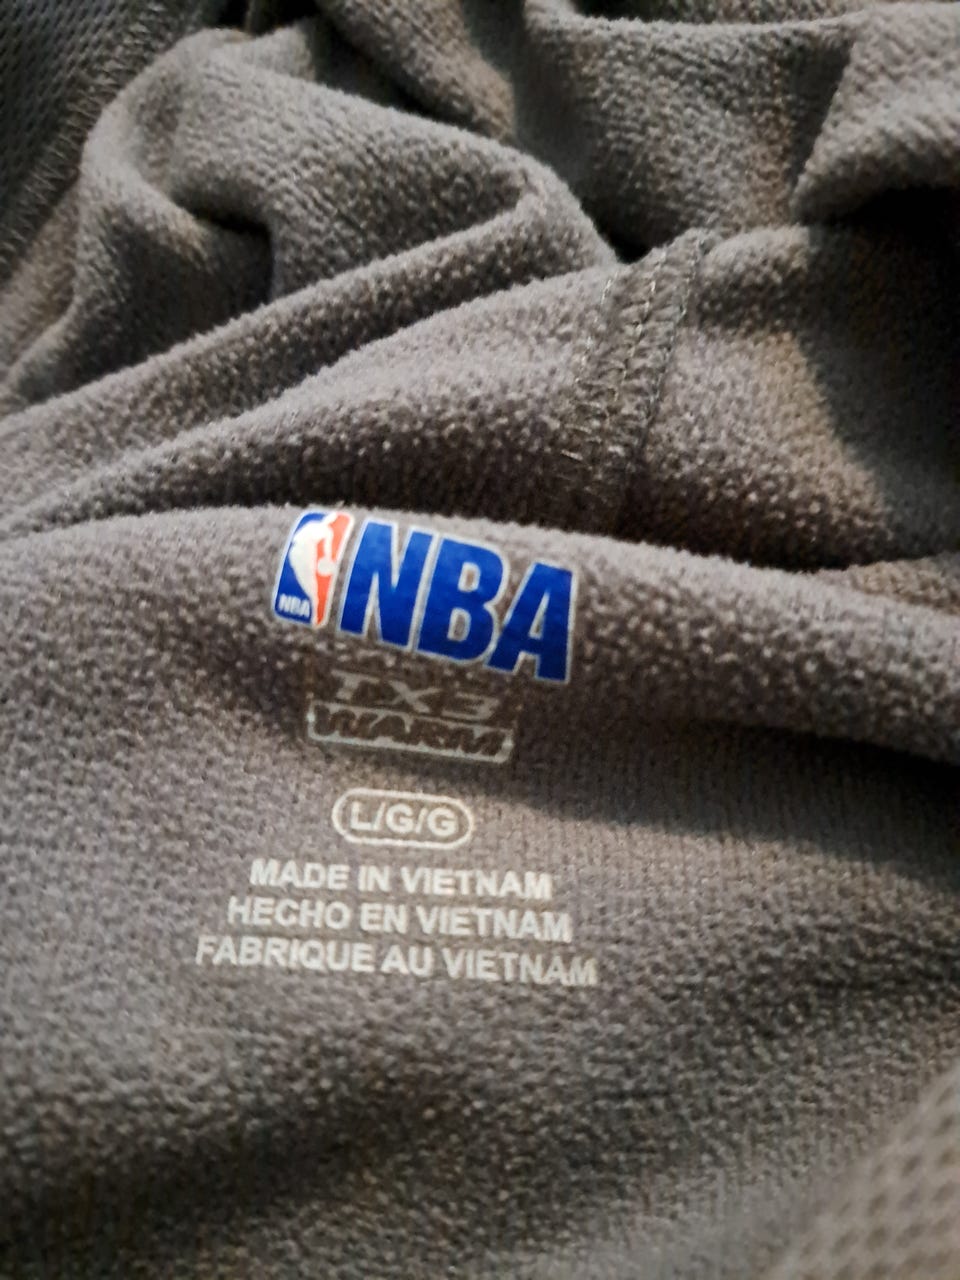 NBA
NBA
TX3
WARM
L/G/G
MADE IN VIETNAM
HECHO EN VIETNAM
FABRIQUE AU VIETNAM